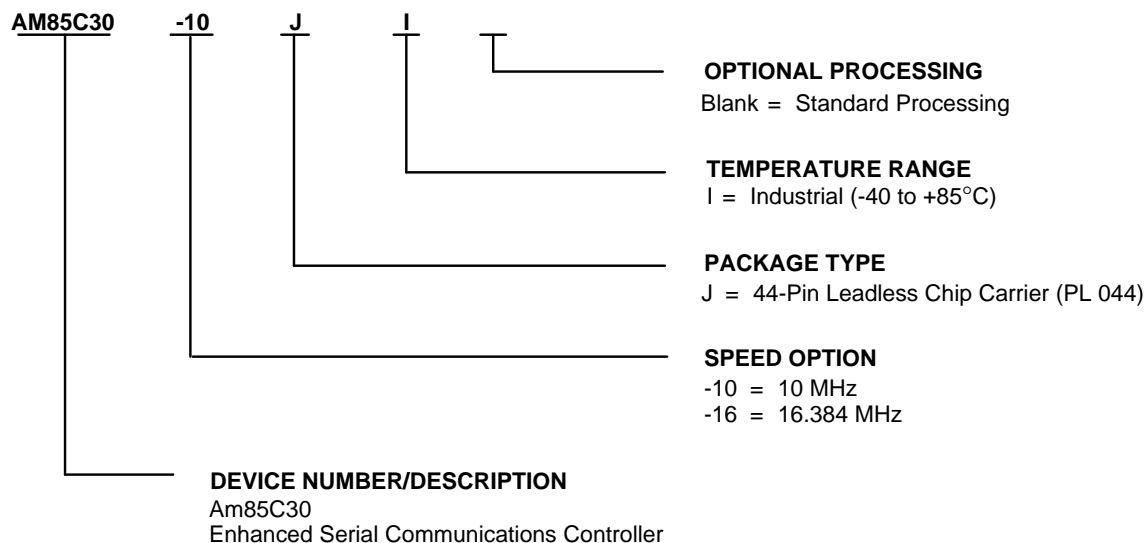 AM85C30 -10 J I
OPTIONAL PROCESSING
Blank = Standard Processing
TEMPERATURE RANGE
I = Industrial (-40 to +85°C)
PACKAGE TYPE
J = 44-Pin Leadless Chip Carrier (PL 044)
SPEED OPTION
-10 = 10 MHz
-16 = 16.384 MHz
DEVICE NUMBER/DESCRIPTION
Am85C30
Enhanced Serial Communications Controller